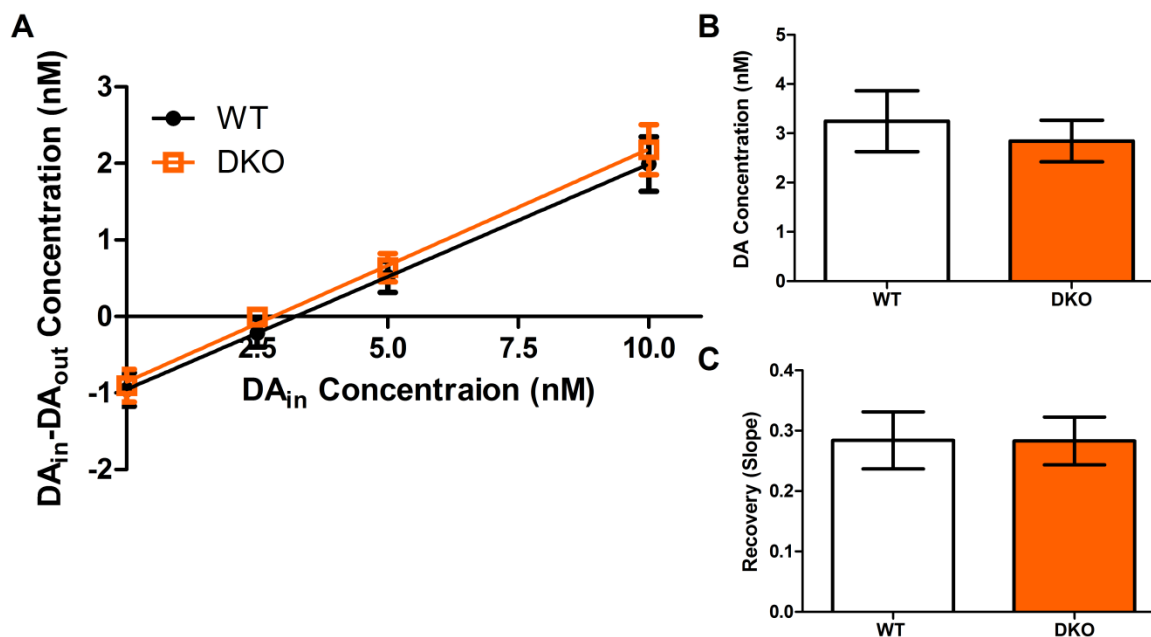 A
DA_in-DA_out Concentration (nM)
3
2
1
0
-1
-2
WT
DKO
2.5
5.0
7.5
10.0
DA_in Concentraion (nM)
B
DA Concentration (nM)
5
4
3
2
1
0
WT
DKO
C
Recovery (Slope)
0.4
0.3
0.2
0.1
0.0
WT
DKO